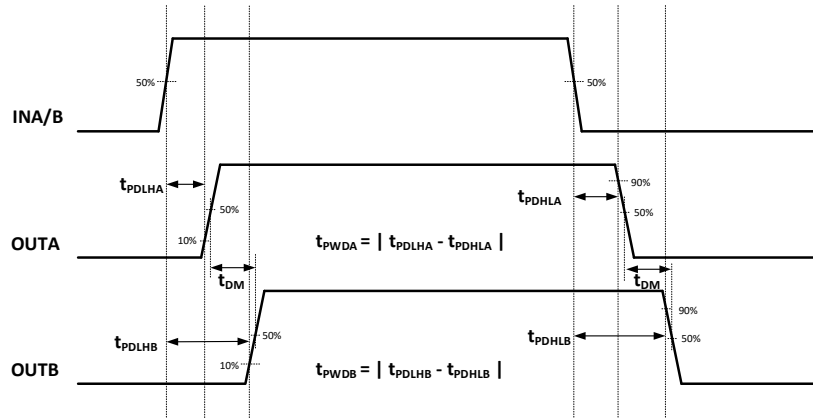 50%
50%
INA/B
tPDLHA
50%
10%
OUTA
tPDHLA
90%
50%
tPWDA = | tPDLHA - tPDHLA |
tDM
tDM
tPDLHB
50%
10%
OUTB
tPDHLB
90%
50%
tPWDB = | tPDLHB - tPDHLB |